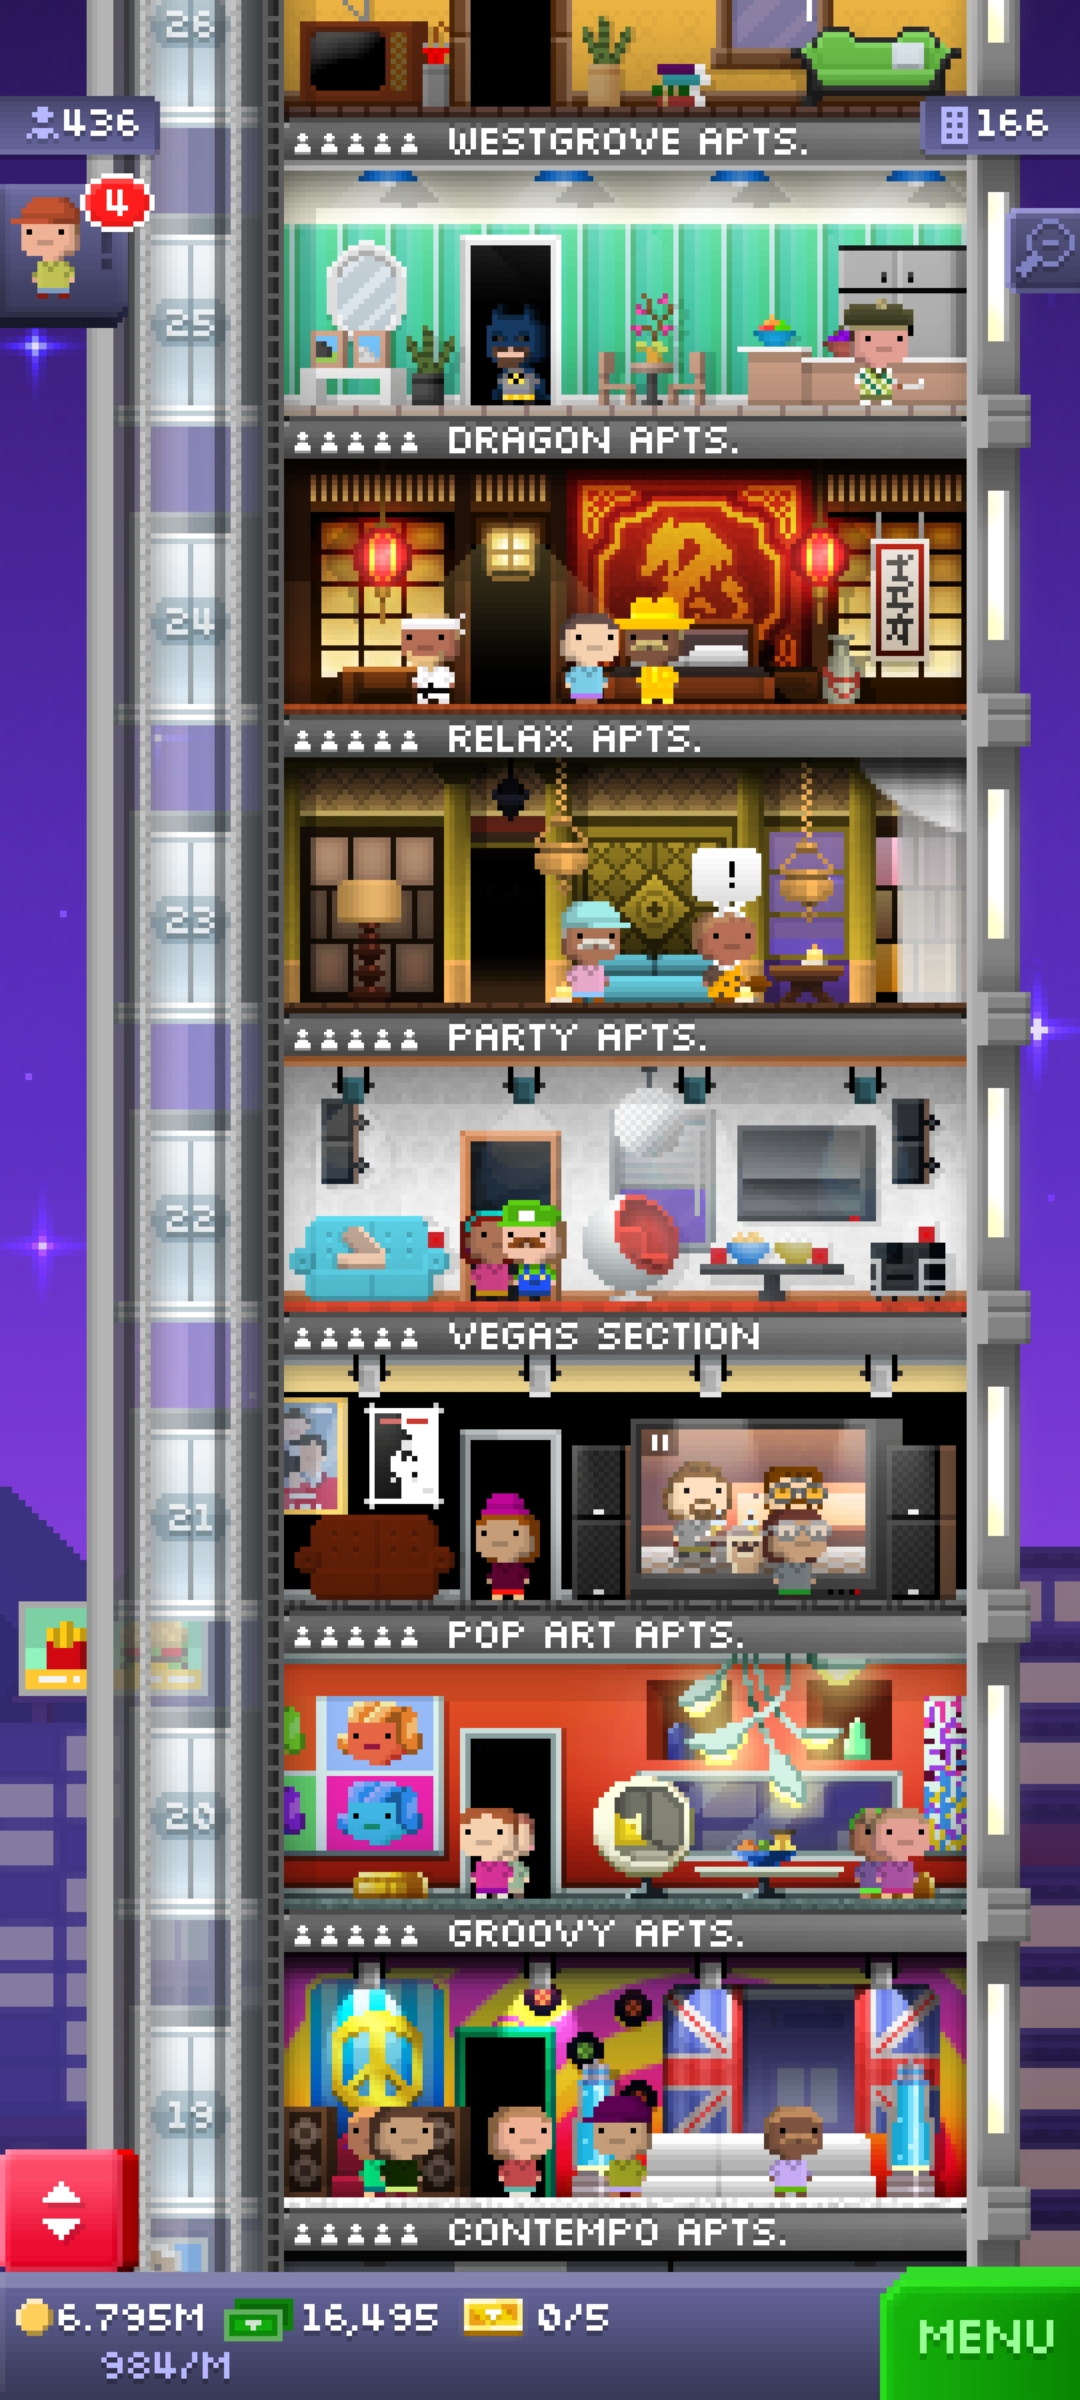 26
436
166
WESTGROVE APTS.
4
25
DRAGON APTS.
24
RELAX APTS.
!
23
PARTY APTS.
22
VEGAS SECTION
21
POP ART APTS.
20
GROOVY APTS.
19
CONTEMPO APTS.
6.795M 16,495 0/5
984/M
MENU